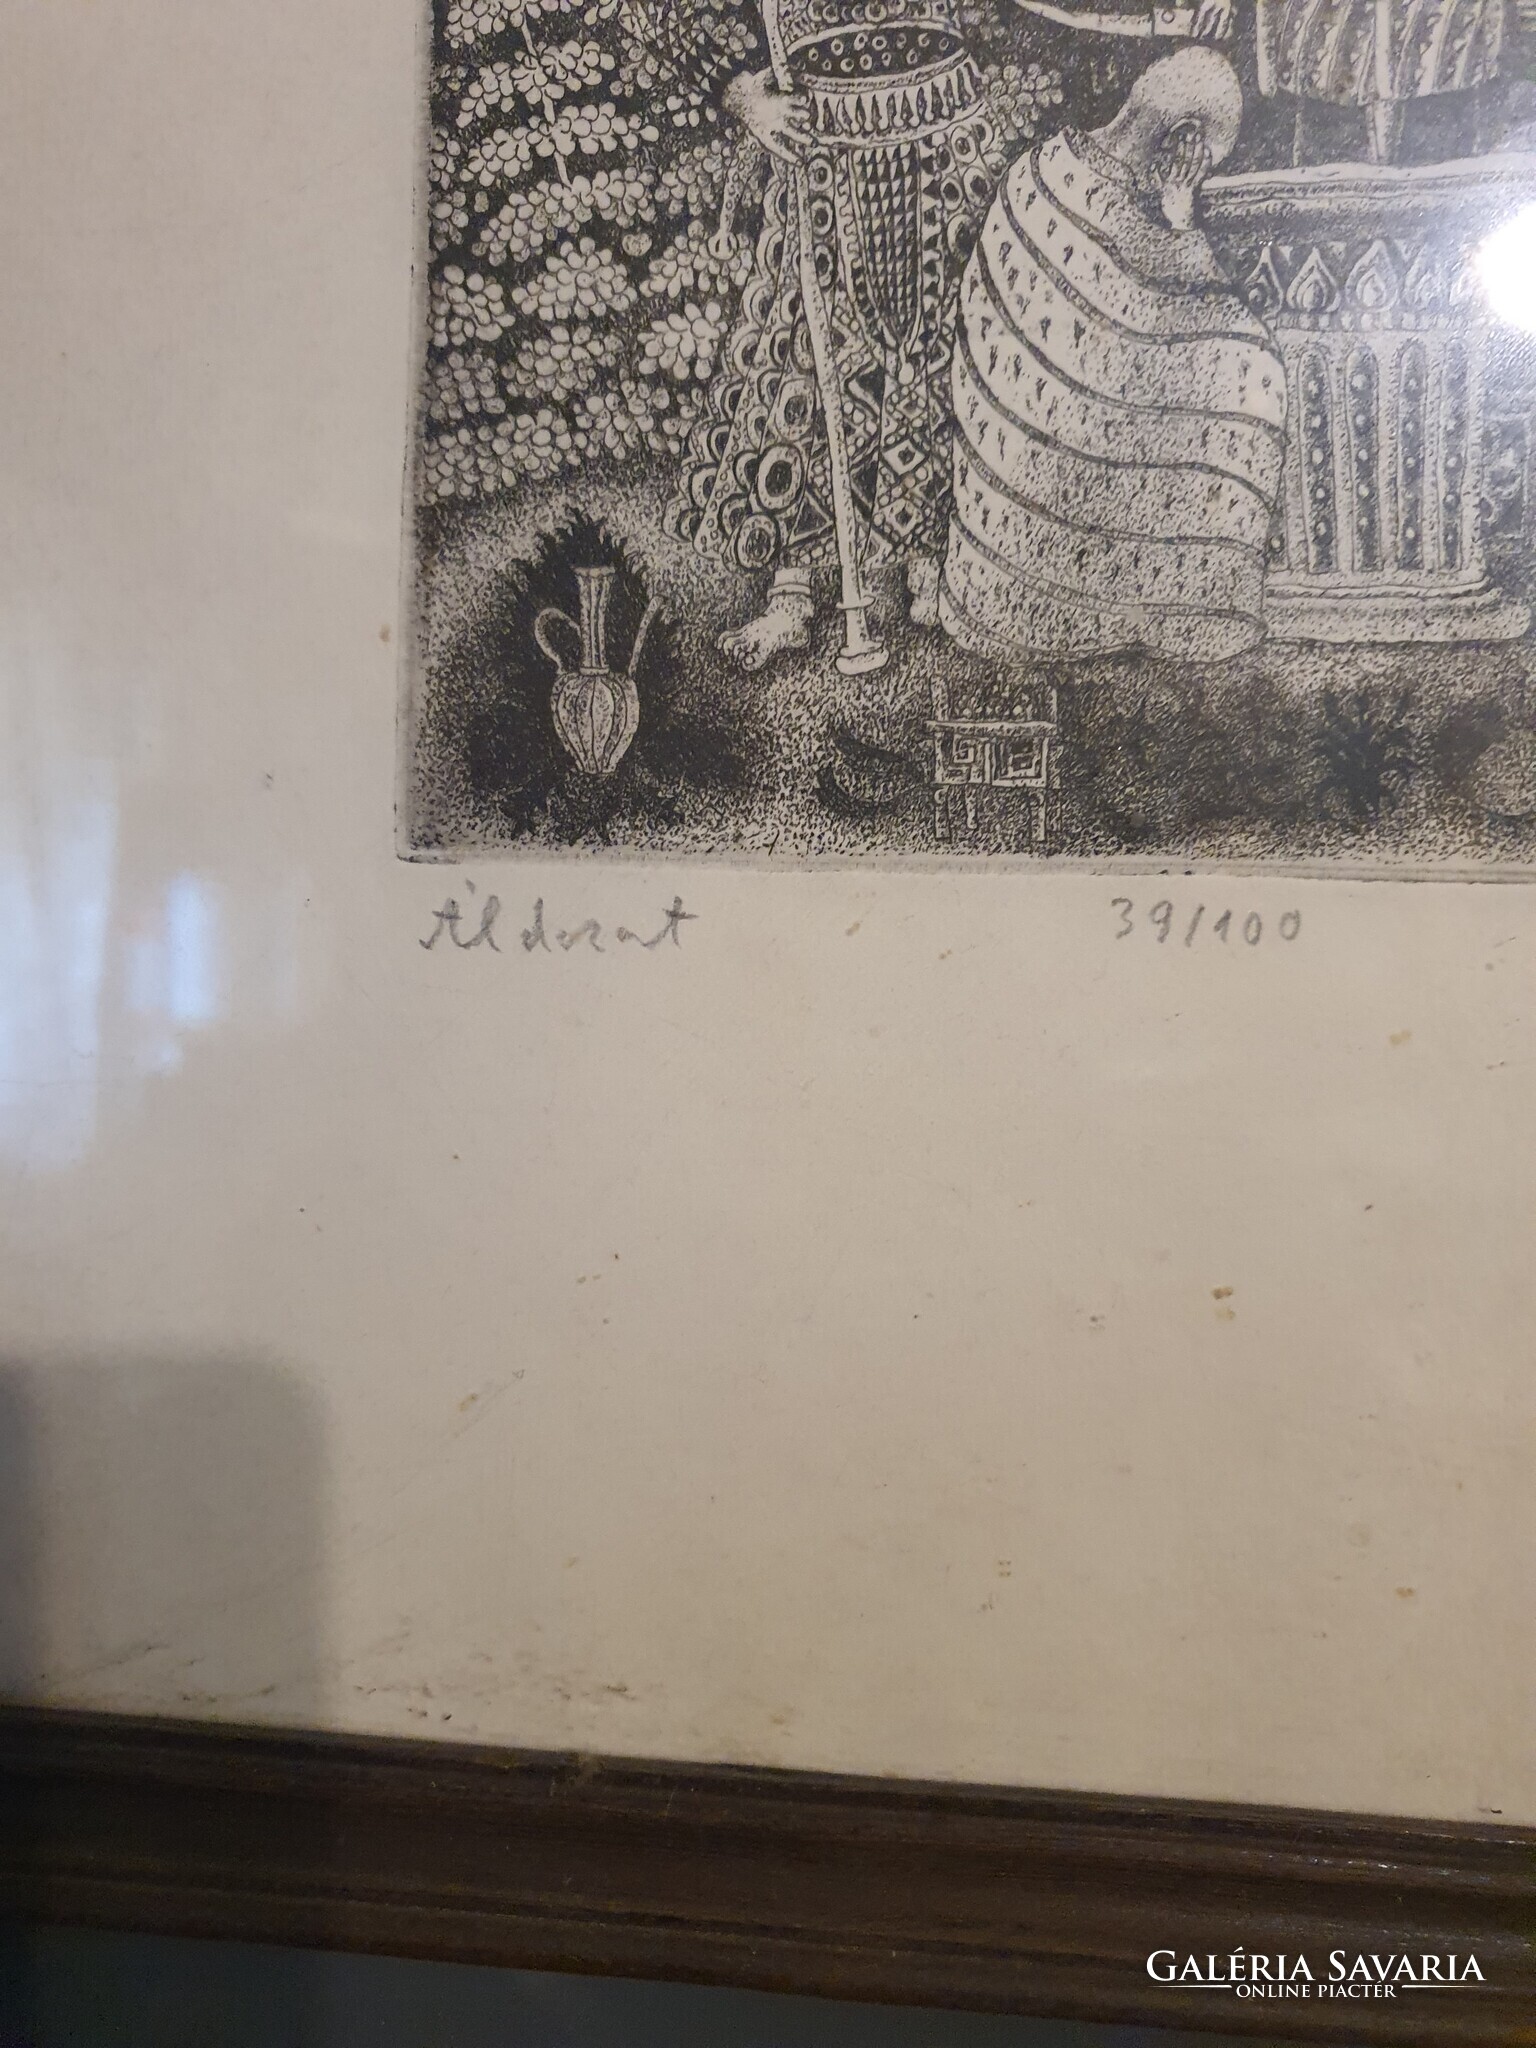 Áldozat
39/100
GALÉRIA SAVARIA
ONLINE PIACTÉR